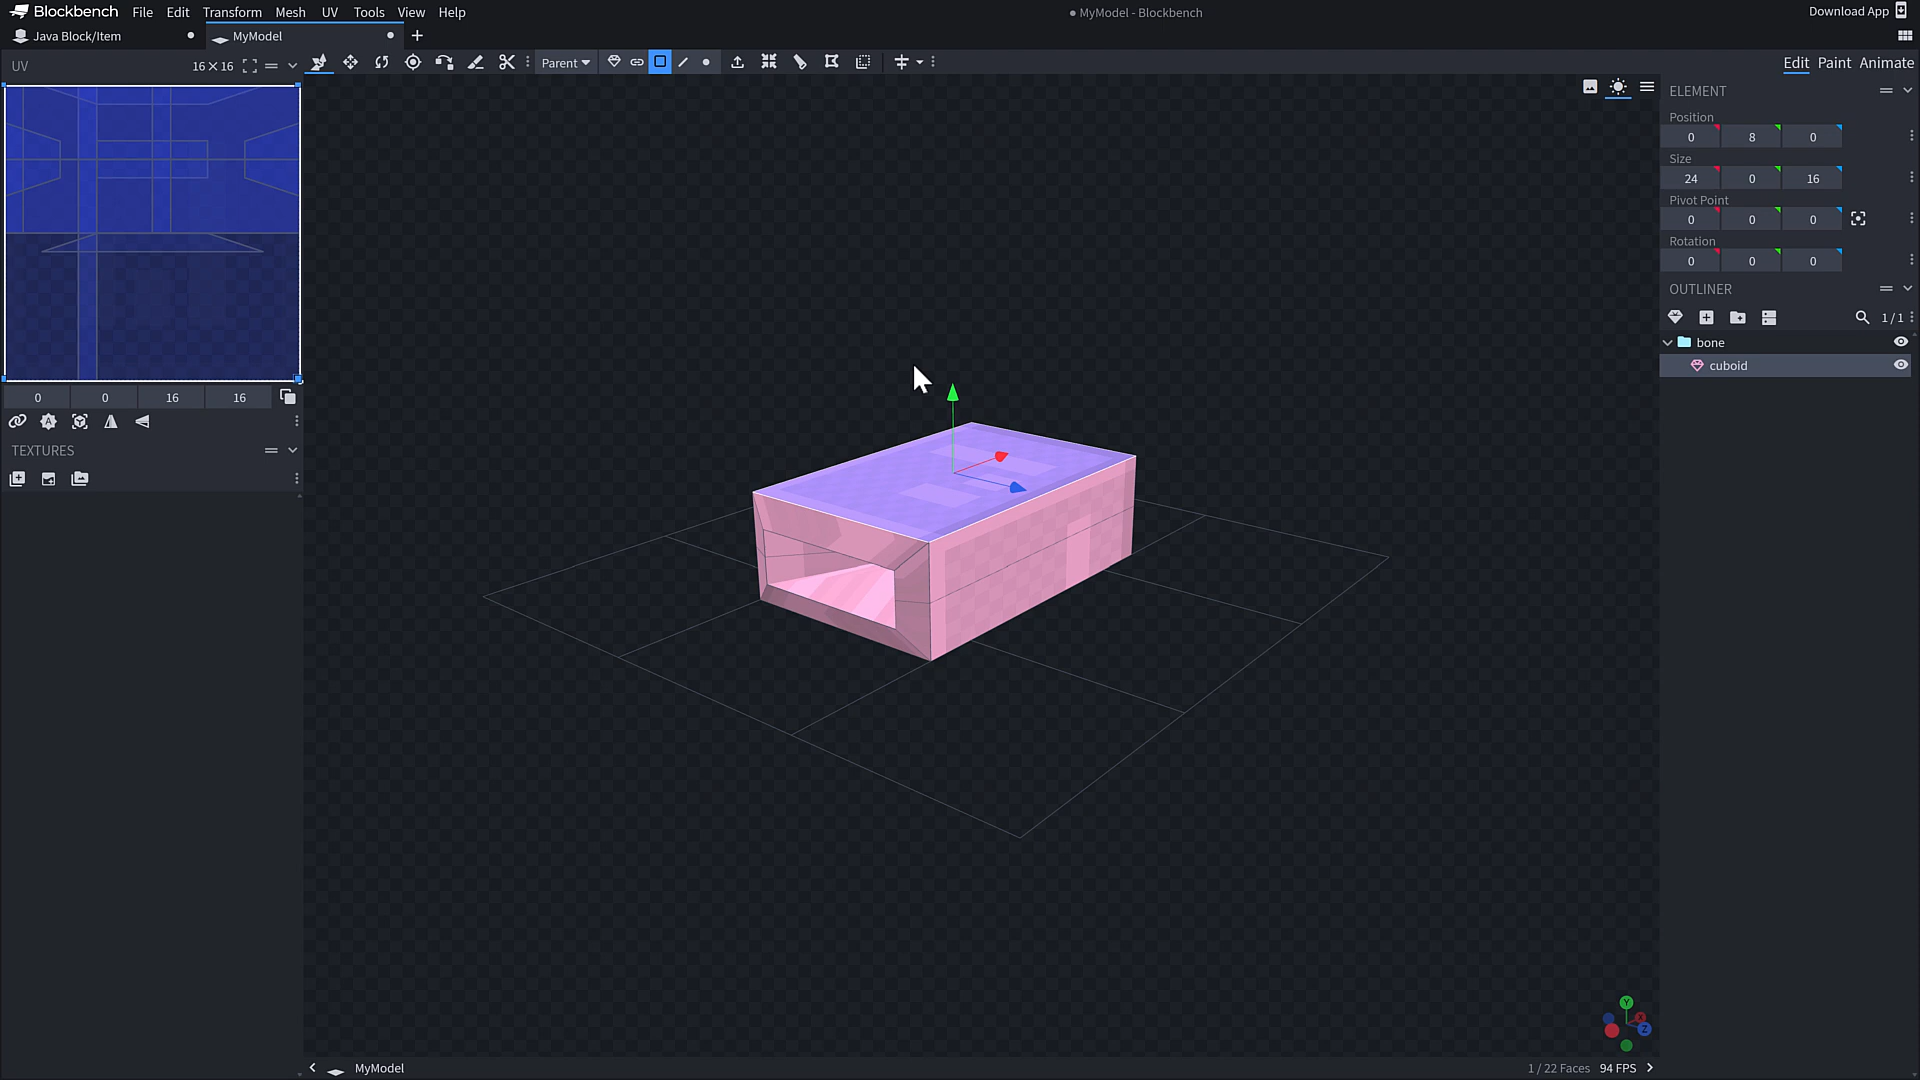 Blockbench File Edit Transform Mesh UV Tools View Help
MyModel - Blockbench
Download App
Java Block/Item
MyModel
UV
16×16
Parent
Edit Paint Animate
ELEMENT
Position
0 8 0
Size
24 0 16
Pivot Point
0 0 0
Rotation
0 0 0
OUTLINER
1/1
bone
cuboid
0 0 16 16
TEXTURES
Y
X
Z
MyModel
1 / 22 Faces 94 FPS